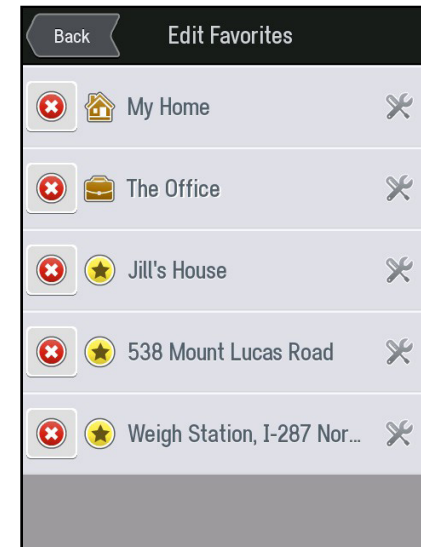 Back
Edit Favorites
My Home
The Office
Jill's House
538 Mount Lucas Road
Weigh Station, I-287 Nor...